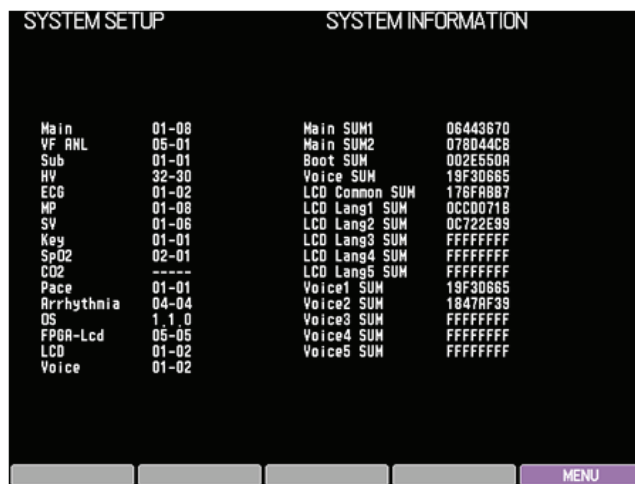 SYSTEM SETUP SYSTEM INFORMATION
Main 01-08 Main SUM1 06443670
VF ANL 05-01 Main SUM2 078D44CB
Sub 01-01 Boot SUM 002E550A
HV 32-30 Voice SUM 19F3D665
ECG 01-02 LCD Common SUM 176FABB7
MP 01-08 LCD Lang1 SUM 0CCD071B
SV 01-06 LCD Lang2 SUM 0C722E99
Key 01-01 LCD Lang3 SUM FFFFFFFF
SpO2 02-01 LCD Lang4 SUM FFFFFFFF
CO2 ----- LCD Lang5 SUM FFFFFFFF
Pace 01-01 Voice1 SUM 19F3D665
Arrhythmia 04-04 Voice2 SUM 1847AF39
OS 1.1.0 Voice3 SUM FFFFFFFF
FPGA-Lcd 05-05 Voice4 SUM FFFFFFFF
LCD 01-02 Voice5 SUM FFFFFFFF
Voice 01-02
MENU